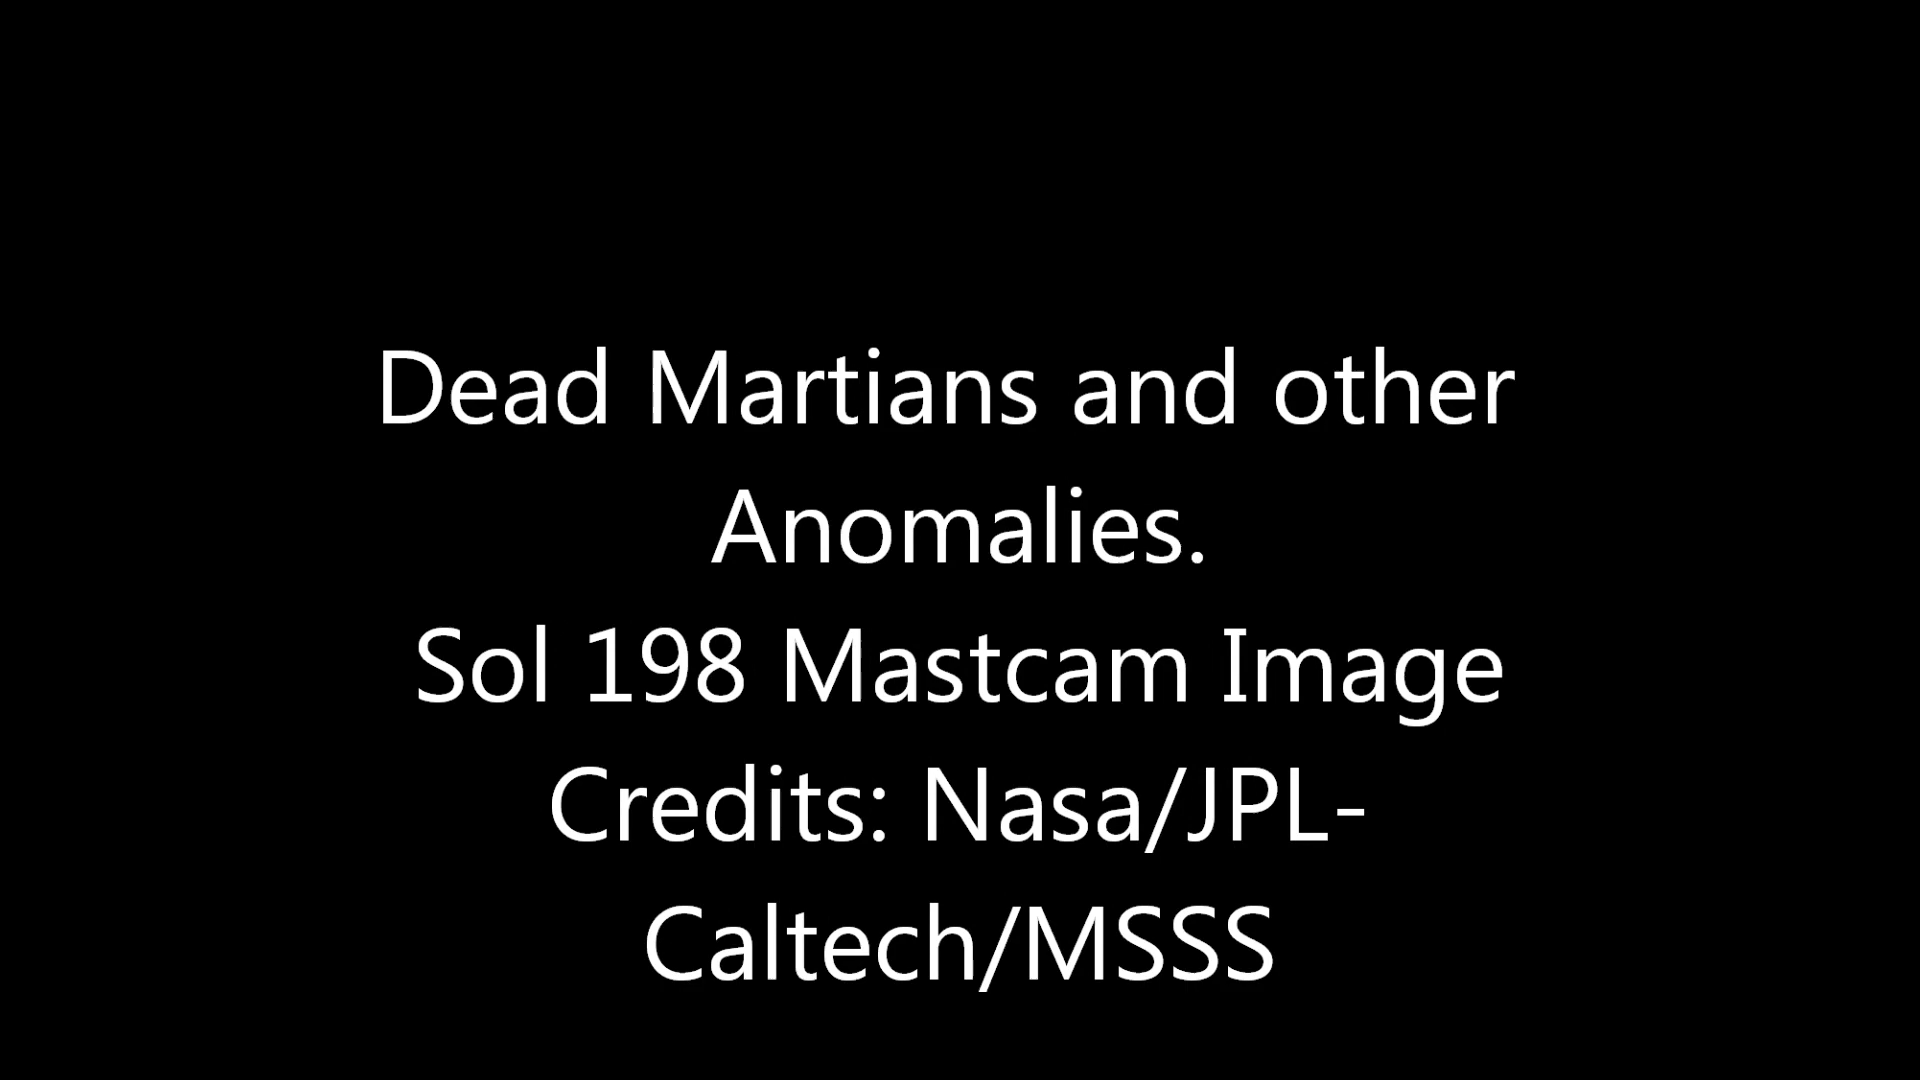 Dead Martians and other
Anomalies.
Sol 198 Mastcam Image
Credits: Nasa/JPL-
Caltech/MSSS